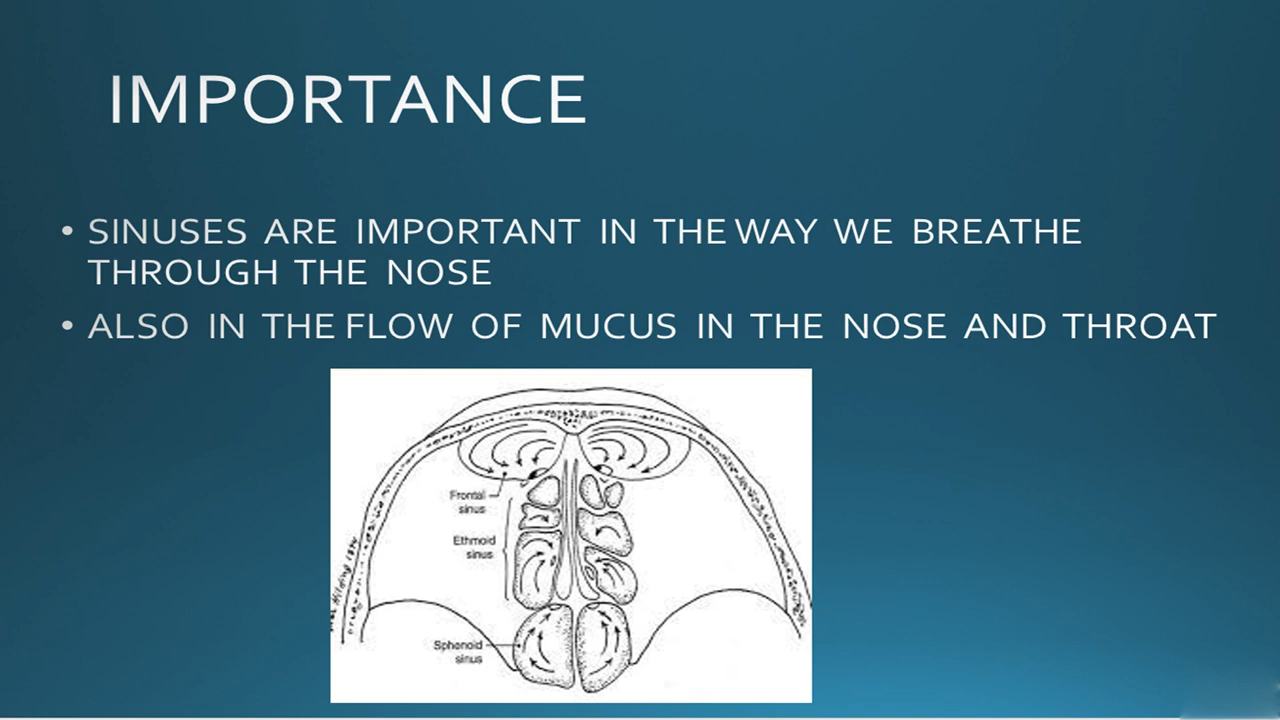 IMPORTANCE
• SINUSES ARE IMPORTANT IN THE WAY WE BREATHE
THROUGH THE NOSE
• ALSO IN THE FLOW OF MUCUS IN THE NOSE AND THROAT
Frontal
sinus
Ethmoid
sinus
Sphenoid
sinus